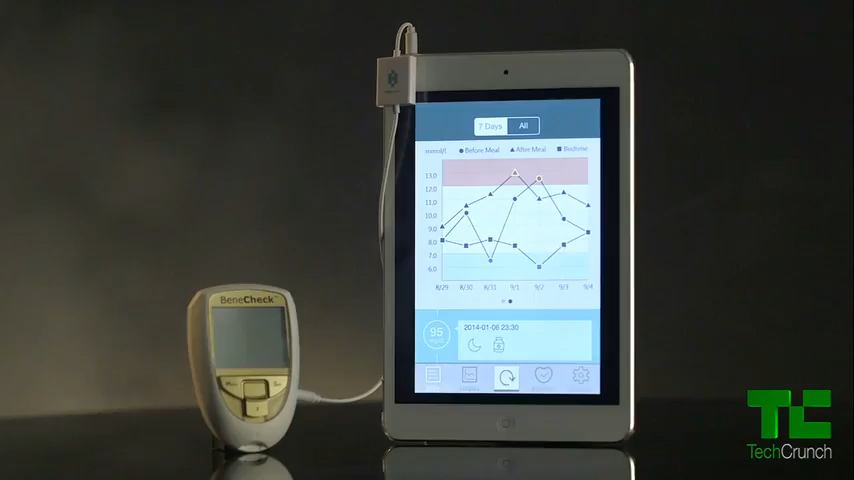 7 Days All
mmol/l Before Meal After Meal Bedtime
13,0
12,0
11,0
10,0
9,0
8,0
7,0
6,0
8/29 8/30 8/31 9/1 9/2 9/3 9/4
95
2014-01-06 23:30
BeneCheck
TC
TechCrunch